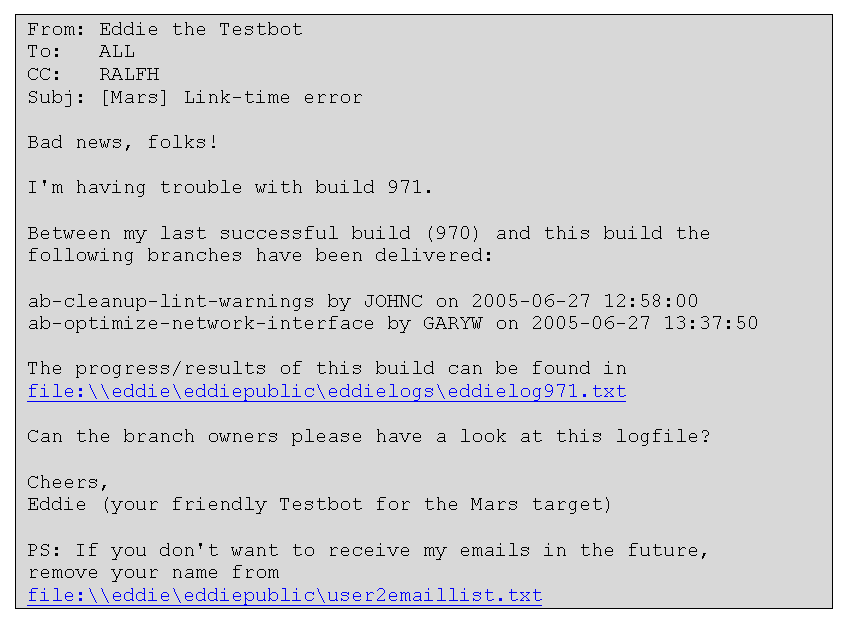 From: Eddie the Testbot
To:   ALL
CC:   RALFH
Subj: [Mars] Link-time error
Bad news, folks!
I'm having trouble with build 971.
Between my last successful build (970) and this build the
following branches have been delivered:
ab-cleanup-lint-warnings by JOHNC on 2005-06-27 12:58:00
ab-optimize-network-interface by GARYW on 2005-06-27 13:37:50
The progress/results of this build can be found in
file:\\eddie\eddiepublic\eddielogs\eddielog971.txt
Can the branch owners please have a look at this logfile?
Cheers,
Eddie (your friendly Testbot for the Mars target)
PS: If you don't want to receive my emails in the future,
remove your name from
file:\\eddie\eddiepublic\user2emaillist.txt